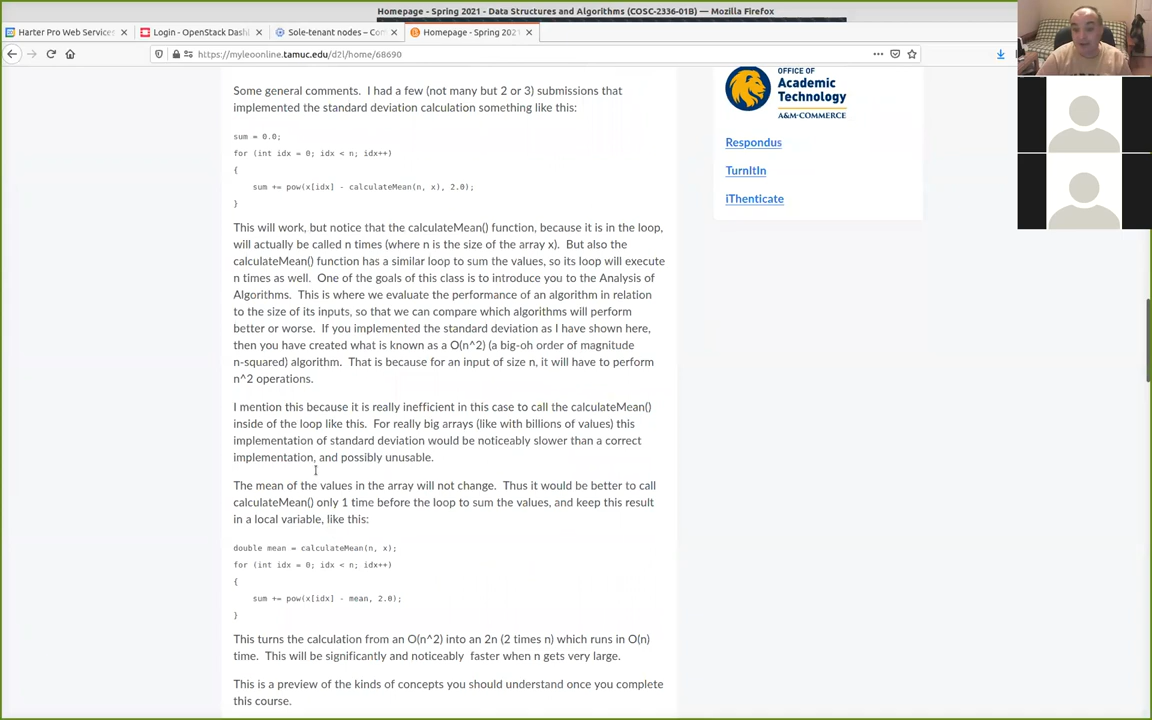 Homepage - Spring 2021 - Data Structures and Algorithms (COSC-2336-01B) — Mozilla Firefox
Harter Pro Web Services
Login - OpenStack Dash
Sole-tenant nodes – Co
Homepage - Spring 2021
https://myleoonline.tamuc.edu/d2l/home/68690
Some general comments. I had a few (not many but 2 or 3) submissions that
implemented the standard deviation calculation something like this:
sum = 0.0;
for (int idx = 0; idx < n; idx++)
{
sum += pow(x[idx] - calculateMean(n, x), 2.0);
}
This will work, but notice that the calculateMean() function, because it is in the loop,
will actually be called n times (where n is the size of the array x). But also the
calculateMean() function has a similar loop to sum the values, so its loop will execute
n times as well. One of the goals of this class is to introduce you to the Analysis of
Algorithms. This is where we evaluate the performance of an algorithm in relation
to the size of its inputs, so that we can compare which algorithms will perform
better or worse. If you implemented the standard deviation as I have shown here,
then you have created what is known as a O(n^2) (a big-oh order of magnitude
n-squared) algorithm. That is because for an input of size n, it will have to perform
n^2 operations.
I mention this because it is really inefficient in this case to call the calculateMean()
inside of the loop like this. For really big arrays (like with billions of values) this
implementation of standard deviation would be noticeably slower than a correct
implementation, and possibly unusable.
The mean of the values in the array will not change. Thus it would be better to call
calculateMean() only 1 time before the loop to sum the values, and keep this result
in a local variable, like this:
double mean = calculateMean(n, x);
for (int idx = 0; idx < n; idx++)
{
sum += pow(x[idx] - mean, 2.0);
}
This turns the calculation from an O(n^2) into an 2n (2 times n) which runs in O(n)
time. This will be significantly and noticeably faster when n gets very large.
This is a preview of the kinds of concepts you should understand once you complete
this course.
OFFICE OF
Academic
Technology
A&M-COMMERCE
Respondus
TurnItIn
iThenticate